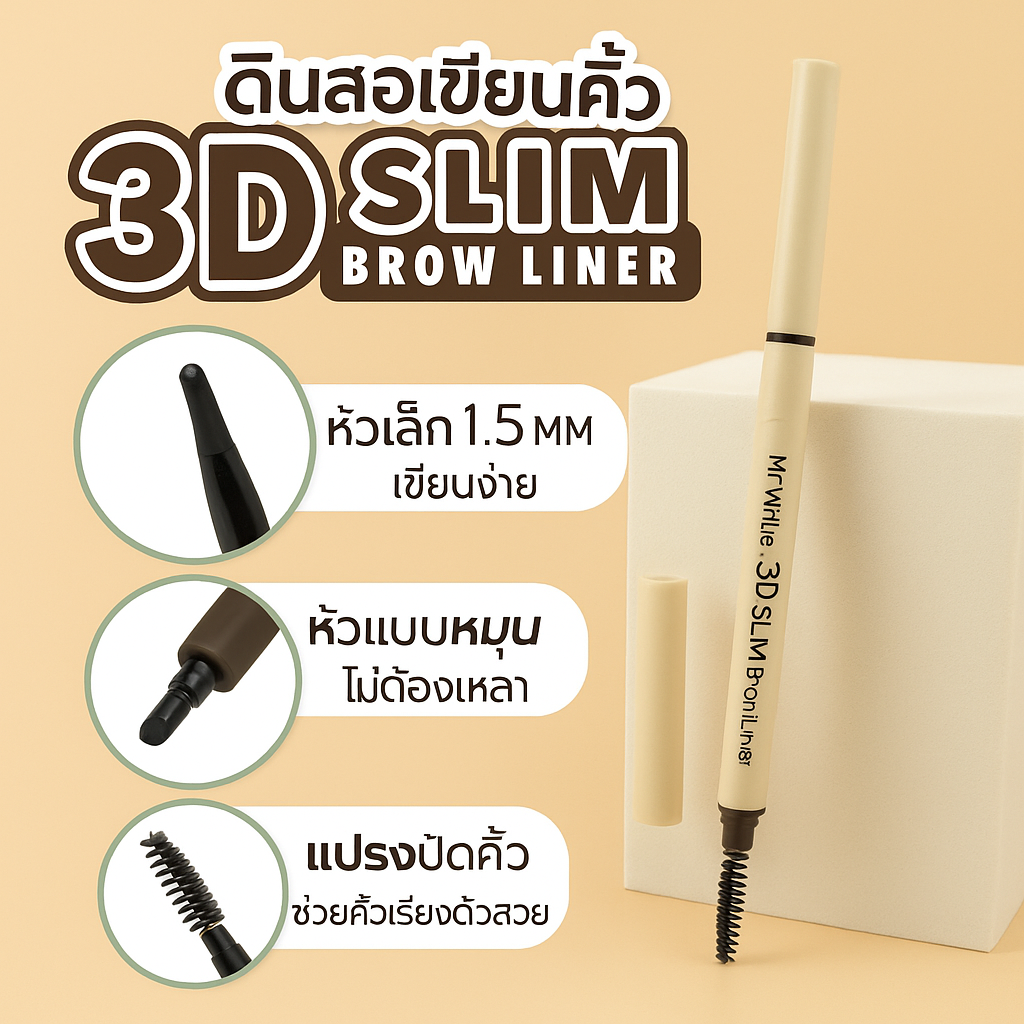 ดินสอเขียนคิ้ว
3D SLIM
BROW LINER
หัวเล็ก 1.5 MM
เขียนง่าย
หัวแบบหมุน
ไม่ต้องเหลา
แปรงปัดคิ้ว
ช่วยคิ้วเรียงตัวสวย
3D SLIM